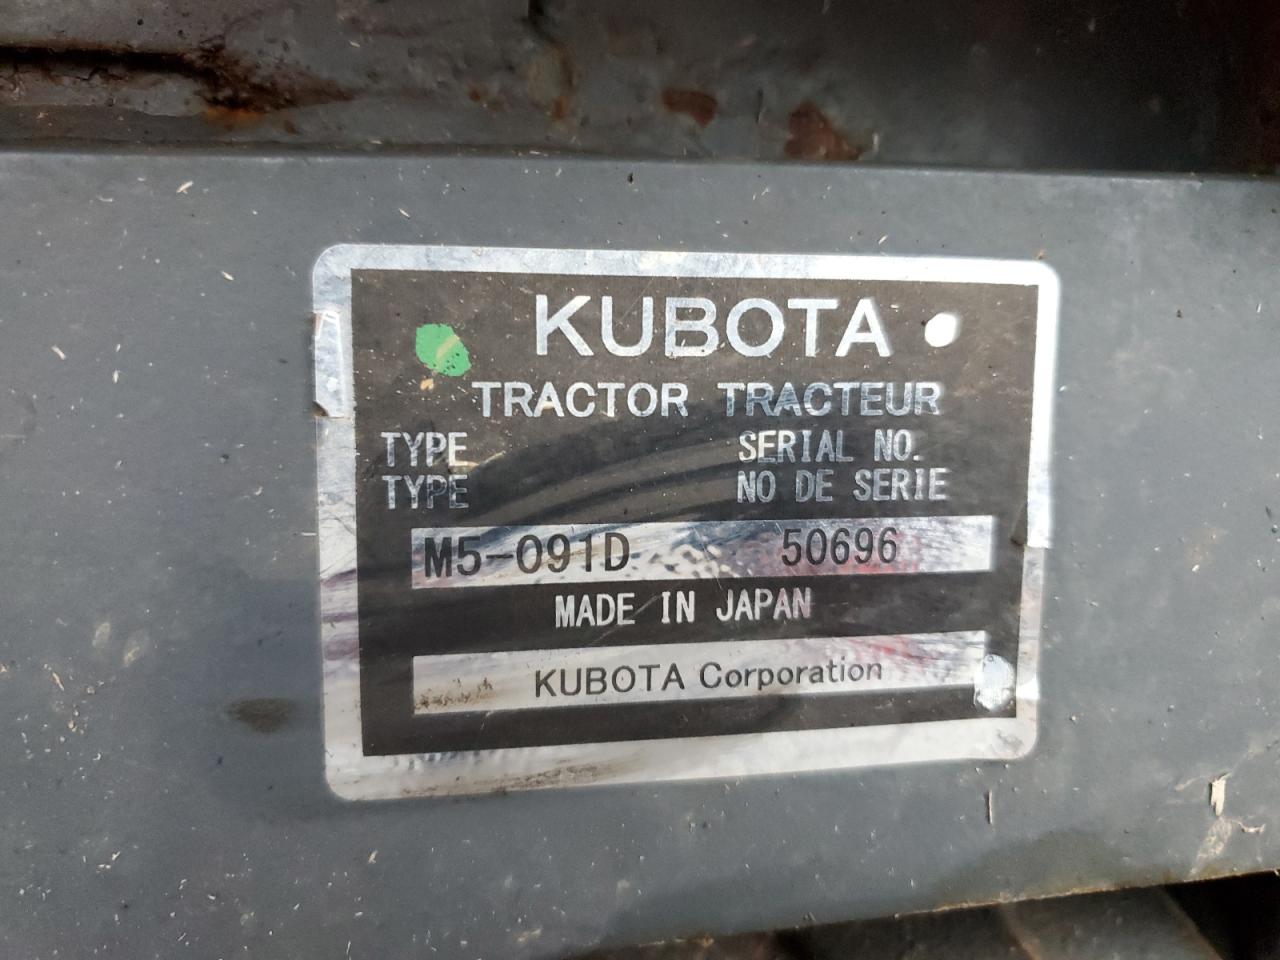 KUBOTA
TRACTOR TRACTEUR
TYPE SERIAL NO.
TYPE NO DE SERIE
M5-091D 50696
MADE IN JAPAN
KUBOTA Corporation